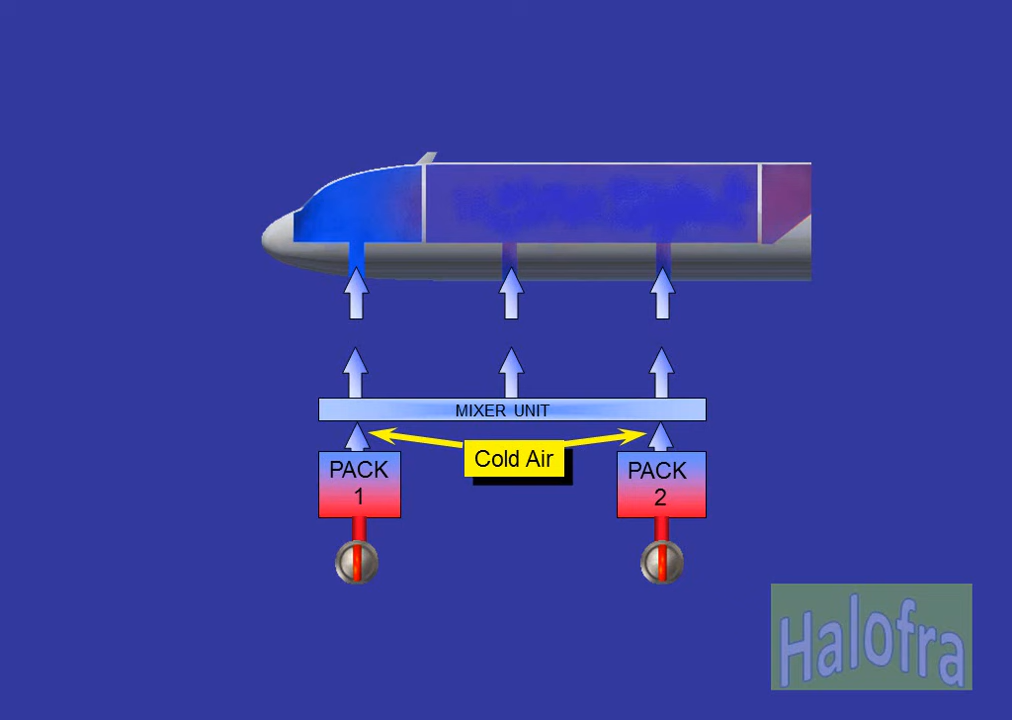 MIXER UNIT
Cold Air
PACK
1
PACK
2
Halofra